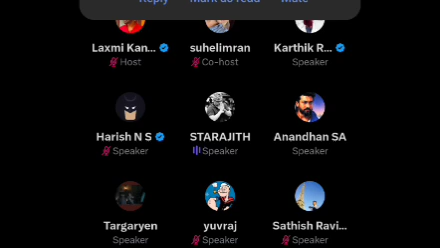 Reply Mark as read Mute
Laxmi Kan... suhelimran Karthik R...
Host Co-host Speaker
Harish N S STARAJITH Anandhan SA
Speaker Speaker Speaker
Targaryen yuvraj Sathish Ravi...
Speaker Speaker Speaker